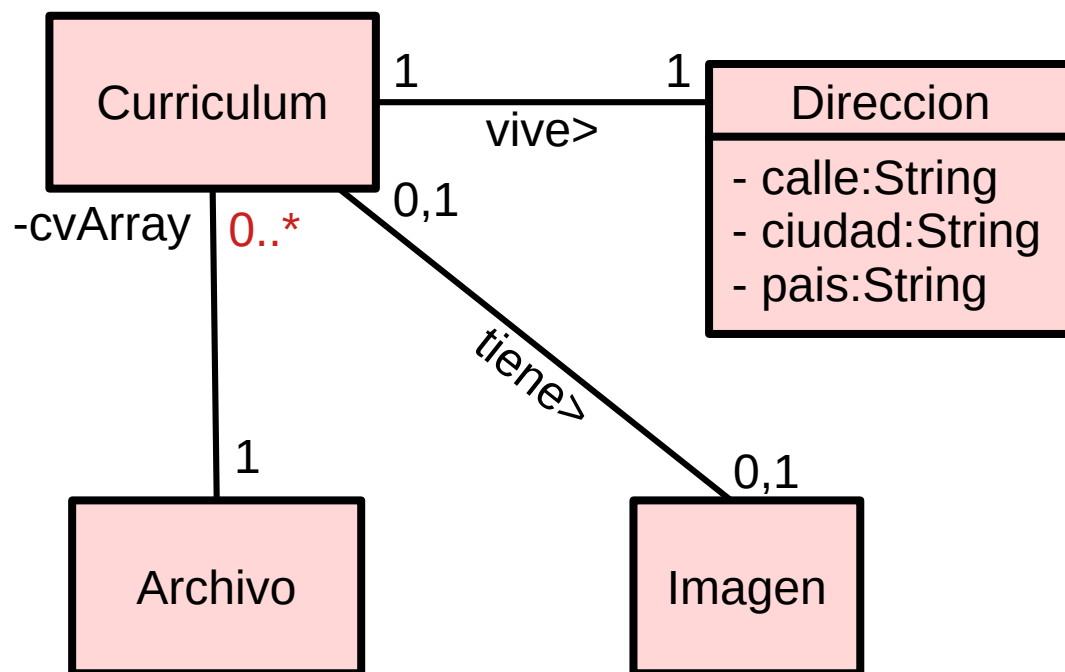 Curriculum
1
1
vive>
Direccion
- calle:String
- ciudad:String
- pais:String
-cvArray
0..*
0,1
tiene>
1
0,1
Archivo
Imagen